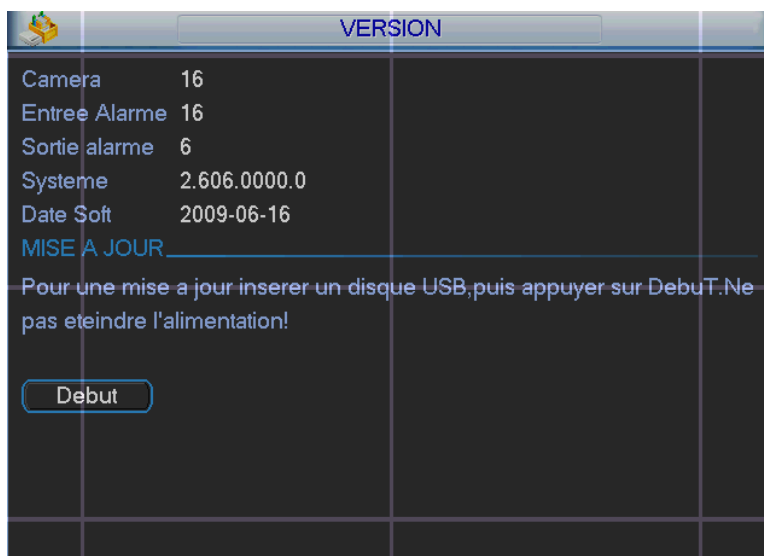 VERSION
Camera 16
Entree Alarme 16
Sortie alarme 6
Systeme 2.606.0000.0
Date Soft 2009-06-16
MISE A JOUR
Pour une mise a jour inserer un disque USB,puis appuyer sur DebuT.Ne
pas eteindre l'alimentation!
Debut